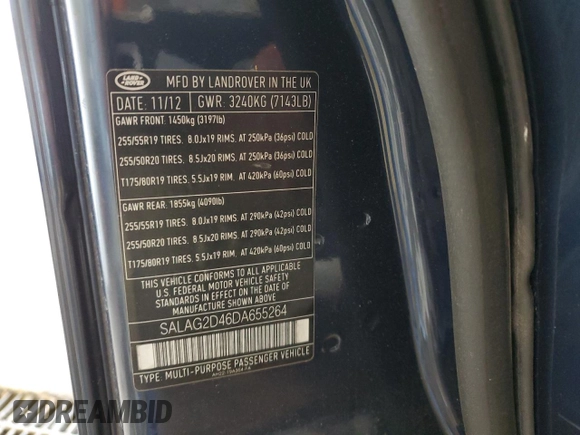 LAND
ROVER
MFD BY LANDROVER IN THE UK
DATE: 11/12 GWR: 3240KG (7143LB)
GAWR FRONT: 1450kg (3197lb)
255/55R19 TIRES. 8.0Jx19 RIMS. AT 250kPa (36psi) COLD
255/50R20 TIRES. 8.5Jx20 RIMS. AT 250kPa (36psi) COLD
T175/80R19 TIRES. 5.5Jx19 RIM. AT 420kPa (60psi) COLD
GAWR REAR: 1855kg (4090lb)
255/55R19 TIRES. 8.0Jx19 RIMS. AT 290kPa (42psi) COLD
255/50R20 TIRES. 8.5Jx20 RIMS. AT 290kPa (42psi) COLD
T175/80R19 TIRES. 5.5Jx19 RIM. AT 420kPa (60psi) COLD
THIS VEHICLE CONFORMS TO ALL APPLICABLE
U.S. FEDERAL MOTOR VEHICLE SAFETY
STANDARDS IN EFFECT ON THE DATE OF
MANUFACTURE SHOWN ABOVE
SALAG2D46DA655264
TYPE: MULTI-PURPOSE PASSENGER VEHICLE
DREAMBID